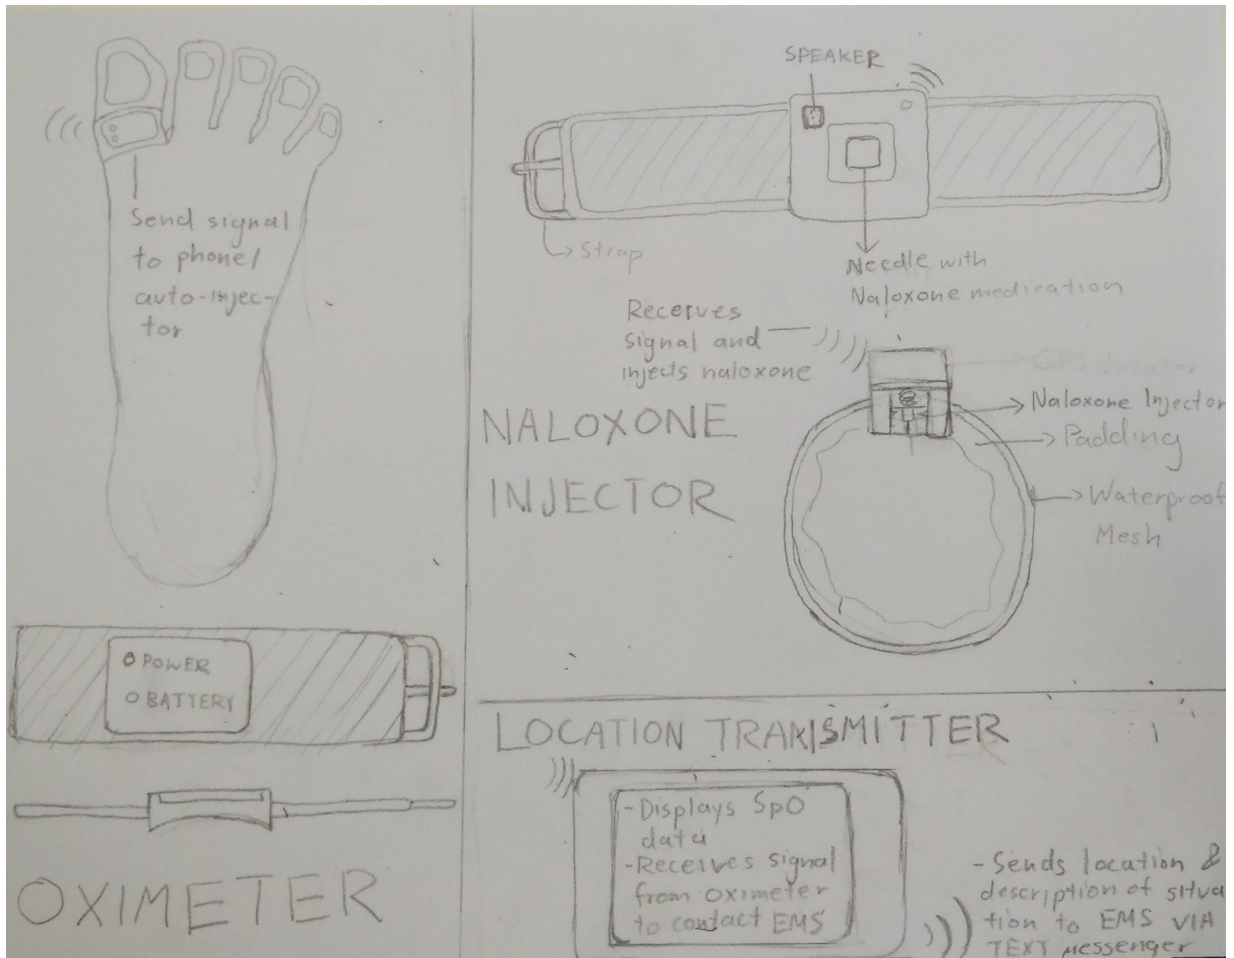 Send signal
to phone/
auto-injec-
tor
POWER
BATTERY
OXIMETER
SPEAKER
Strap
Needle with
Naloxone medication
Receives
signal and
injects naloxone
NALOXONE
INJECTOR
GPS
Naloxone Injector
Padding
Waterproof
Mesh
LOCATION TRANSMITTER
-Displays SpO
data
-Receives signal
from oximeter
to contact EMS
-Sends location &
description of situa
tion to EMS VIA
TEXT Messenger